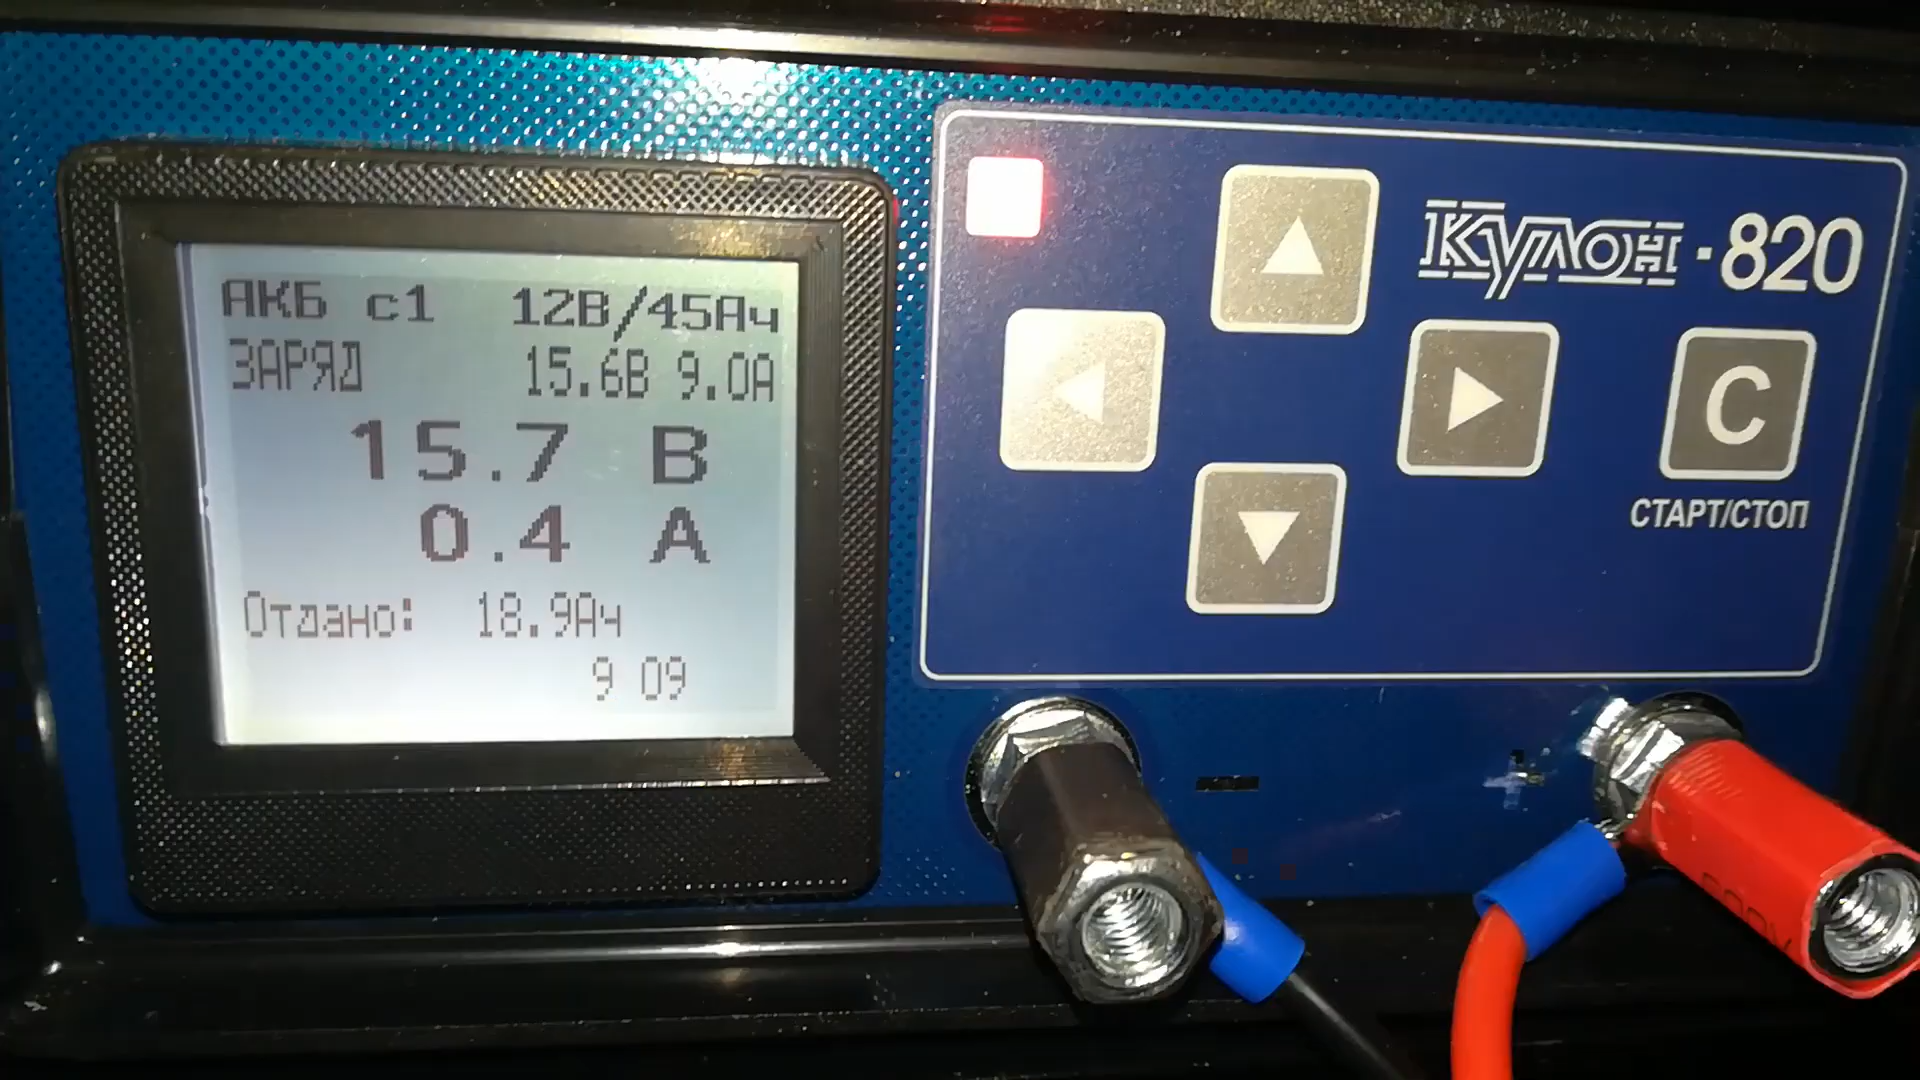 АКБ с1 12В/45Ач
ЗАРЯД 15.6В 9.0А
15.7 В
0.4 А
Отдано: 18.9Ач
9 09
КУЛОН-820
С
СТАРТ/СТОП
-
+
600V